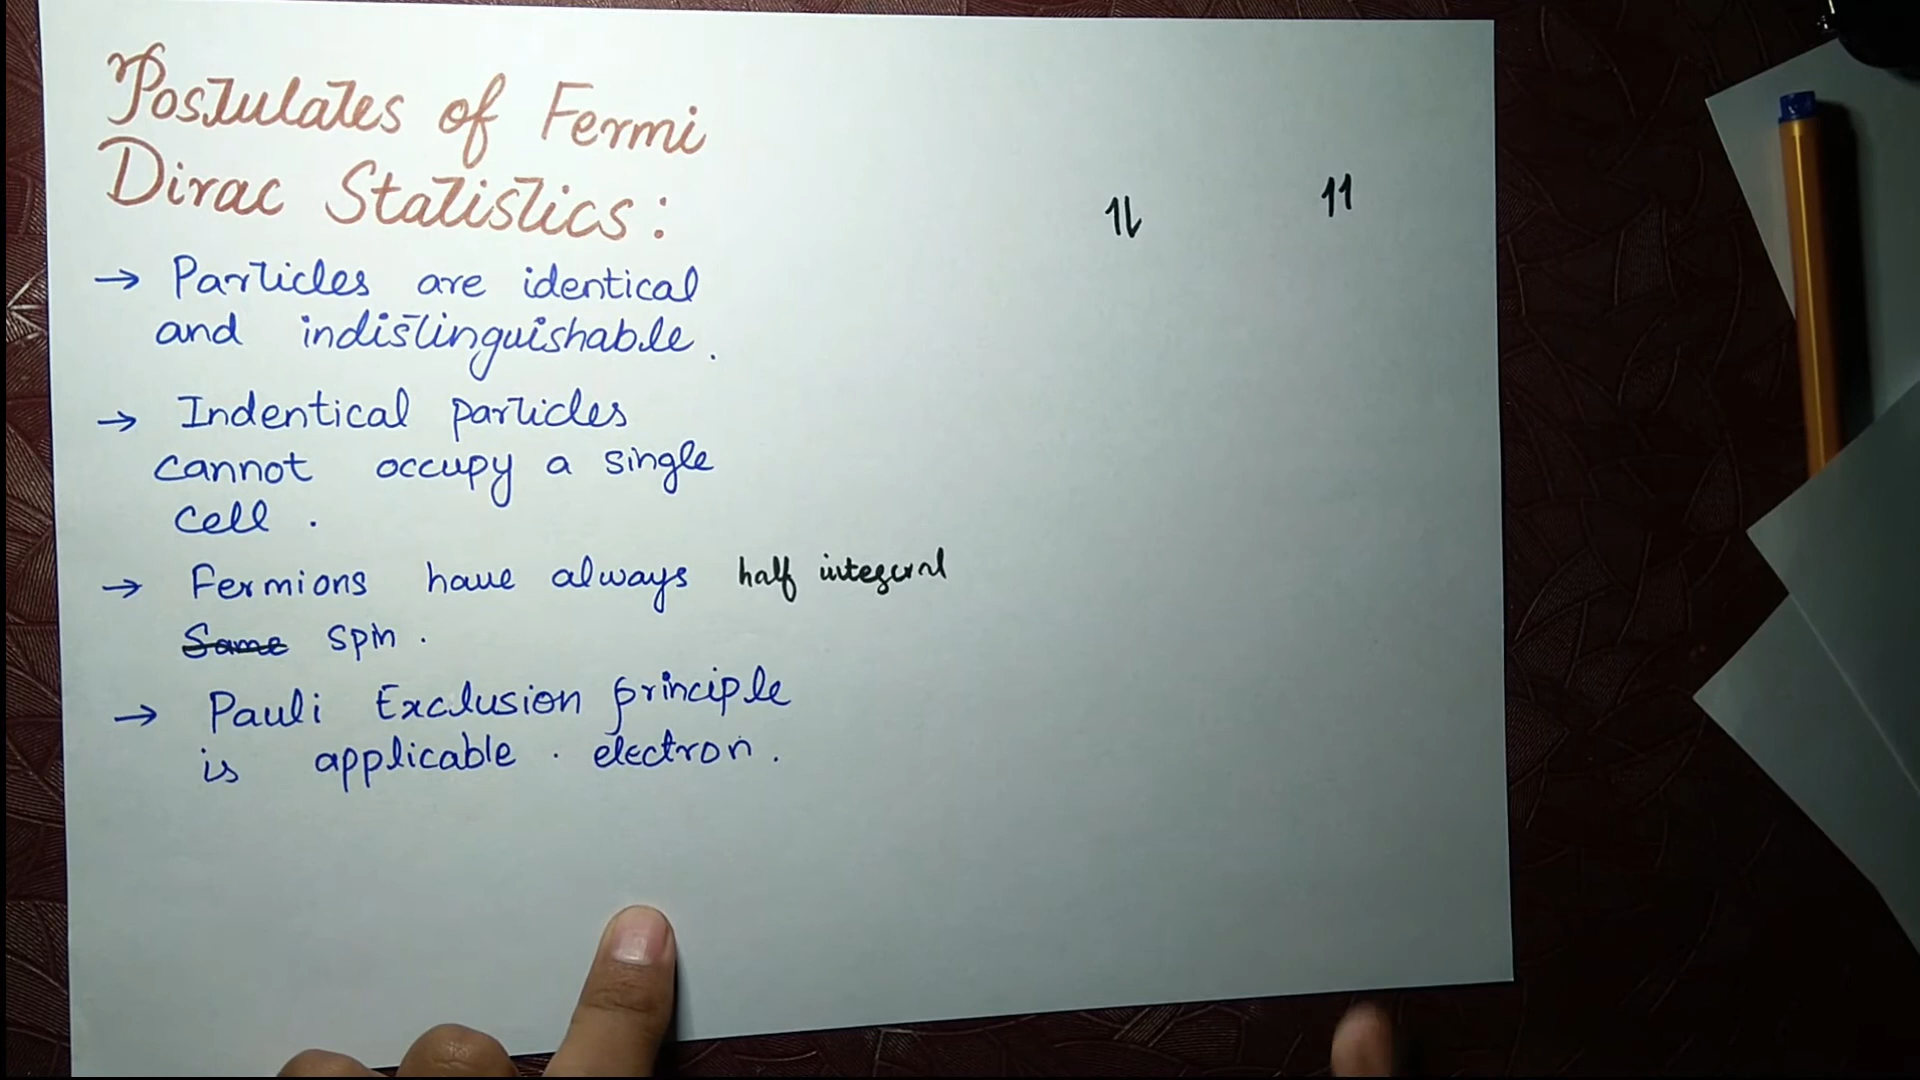 Postulates of Fermi
Dirac Statistics:
→ Particles are identical
and indistinguishable.
→ Indentical particles
cannot occupy a single
cell.
→ Fermions have always half integral
Same spin.
→ Pauli Exclusion principle
is applicable. electron.
↿⇂
↿↿